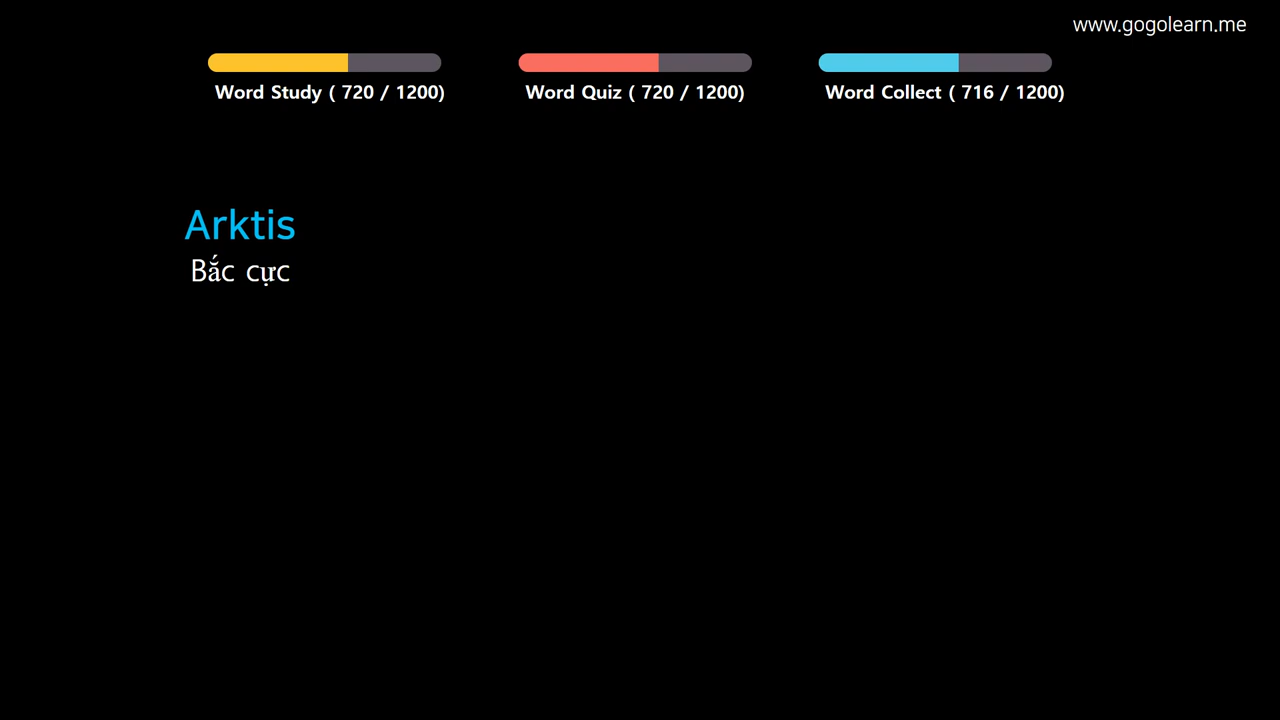 www.gogolearn.me
Word Study ( 720 / 1200)
Word Quiz ( 720 / 1200)
Word Collect ( 716 / 1200)
Arktis
Bắc cực